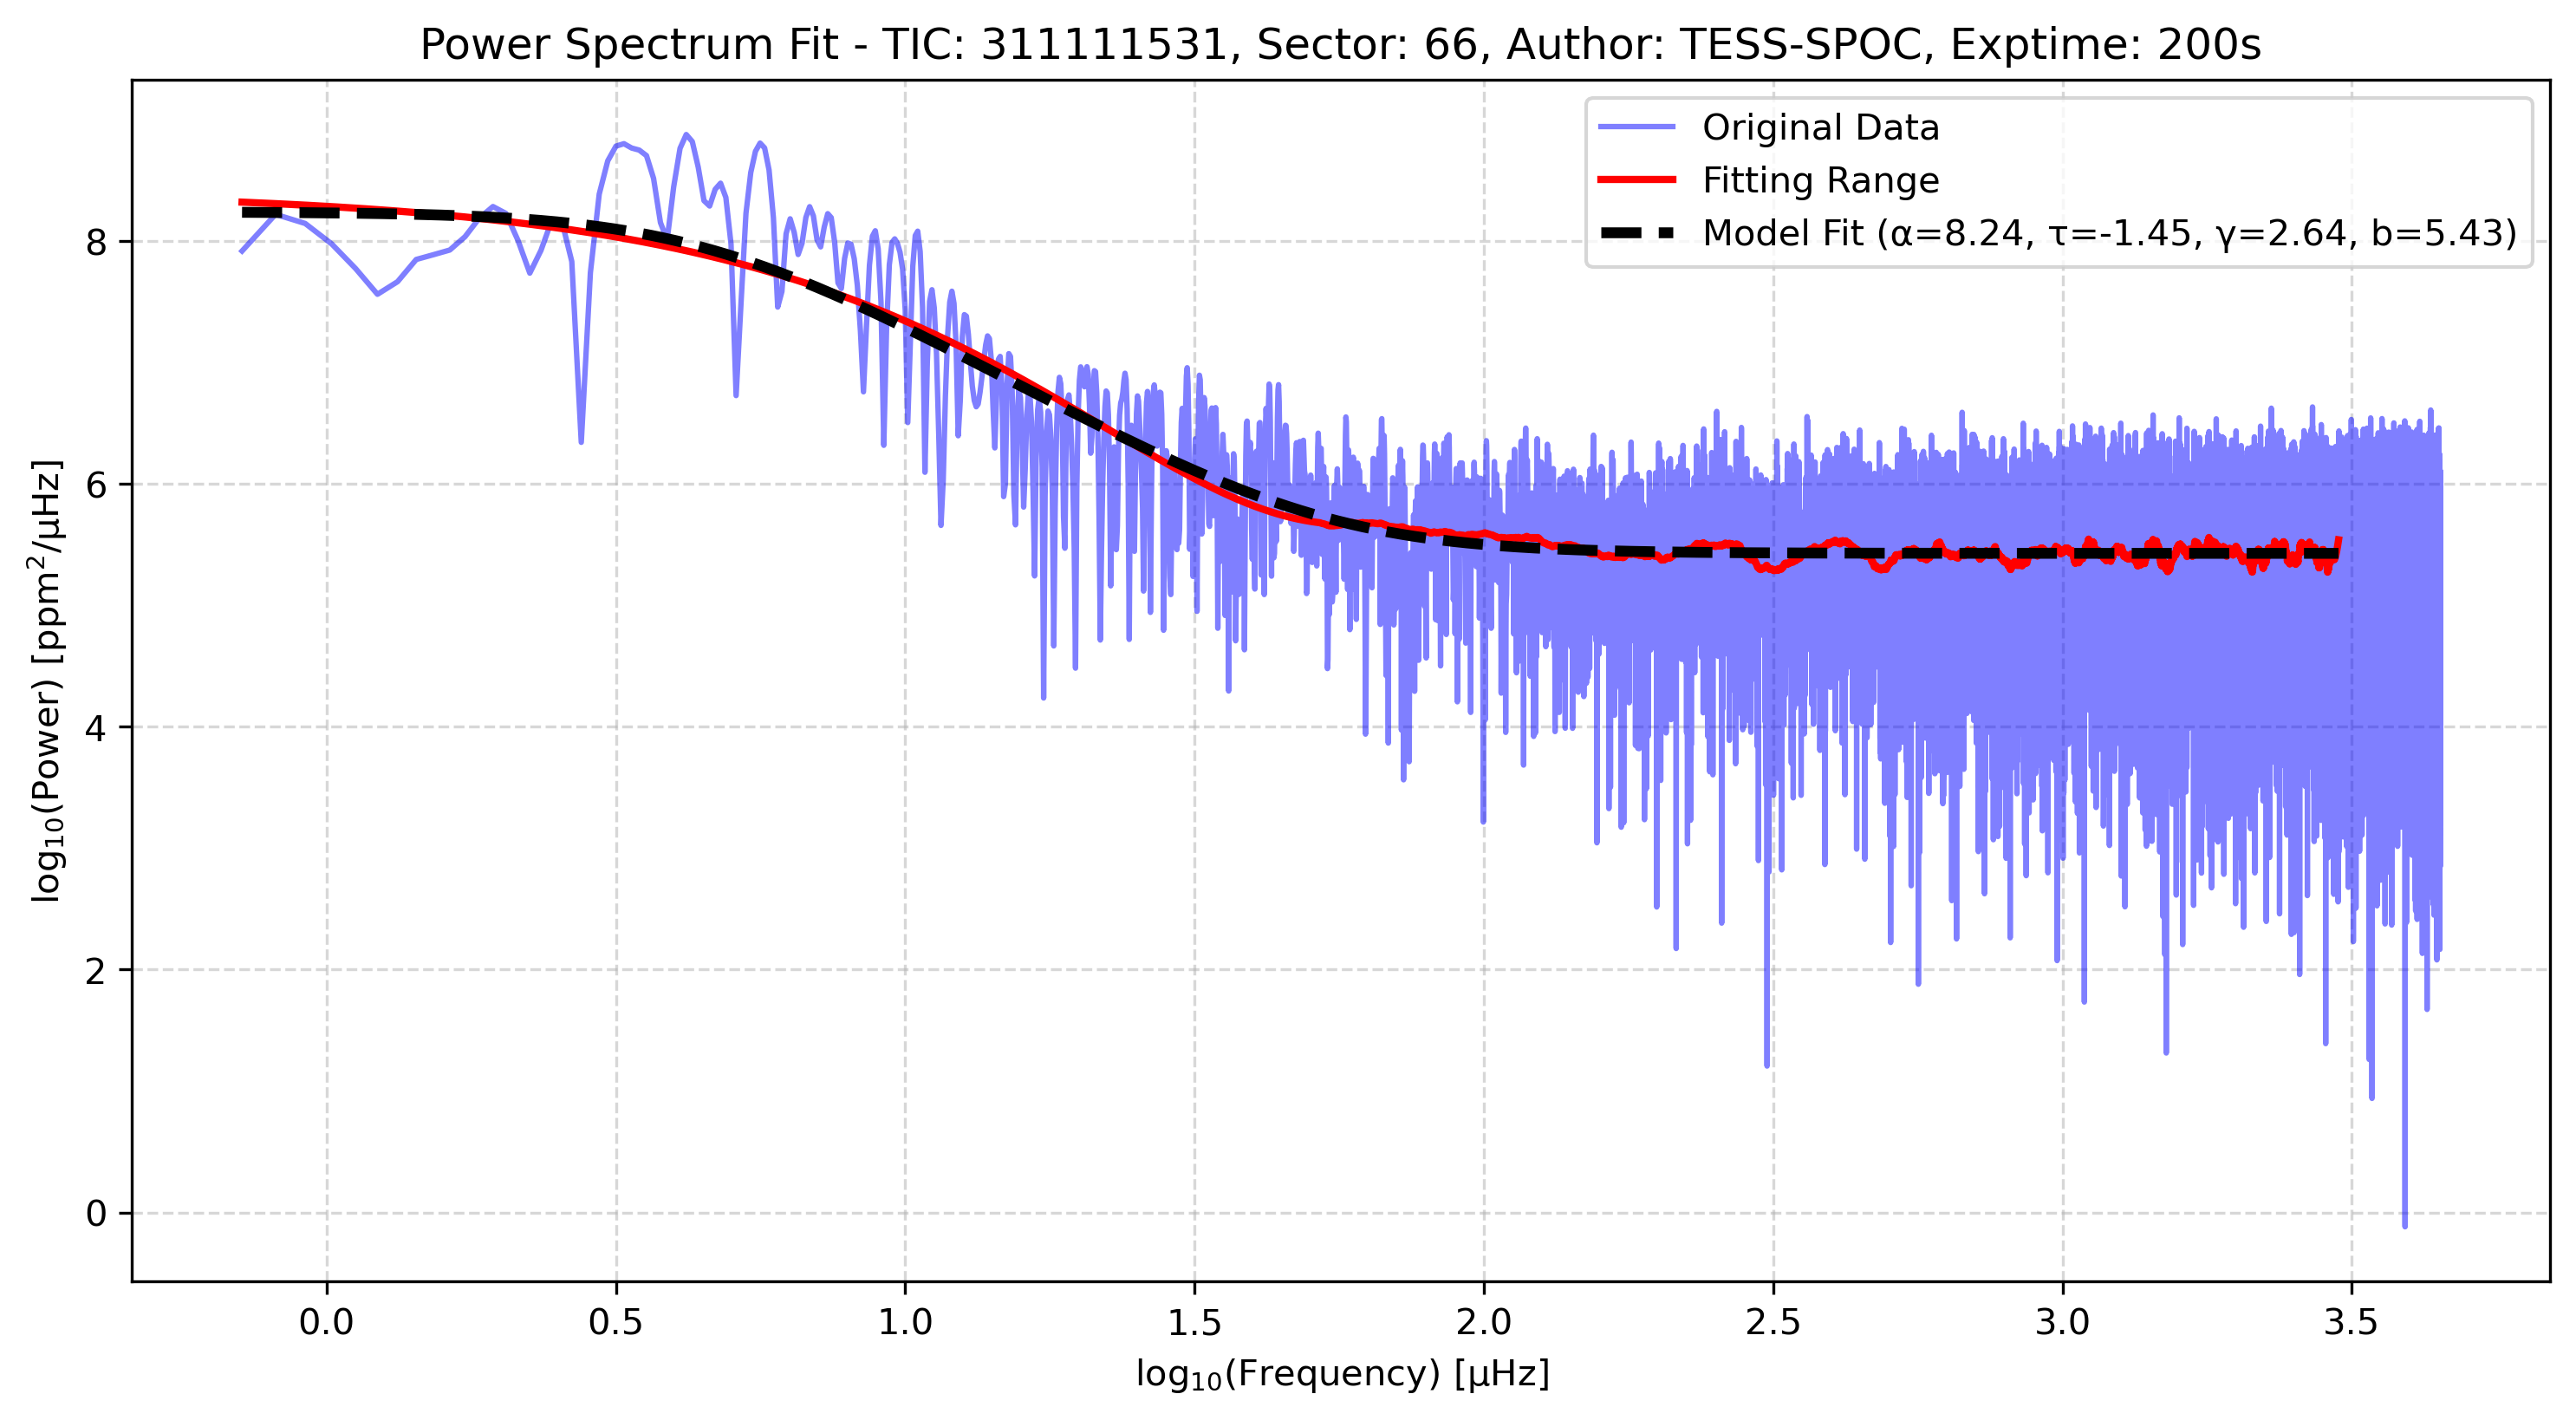 Power Spectrum Fit - TIC: 311111531, Sector: 66, Author: TESS-SPOC, Exptime: 200s
Original Data
Fitting Range
Model Fit (α=8.24, τ=-1.45, γ=2.64, b=5.43)
log₁₀(Power) [ppm²/μHz]
8
6
4
2
0
0.0 0.5 1.0 1.5 2.0 2.5 3.0 3.5
log₁₀(Frequency) [μHz]